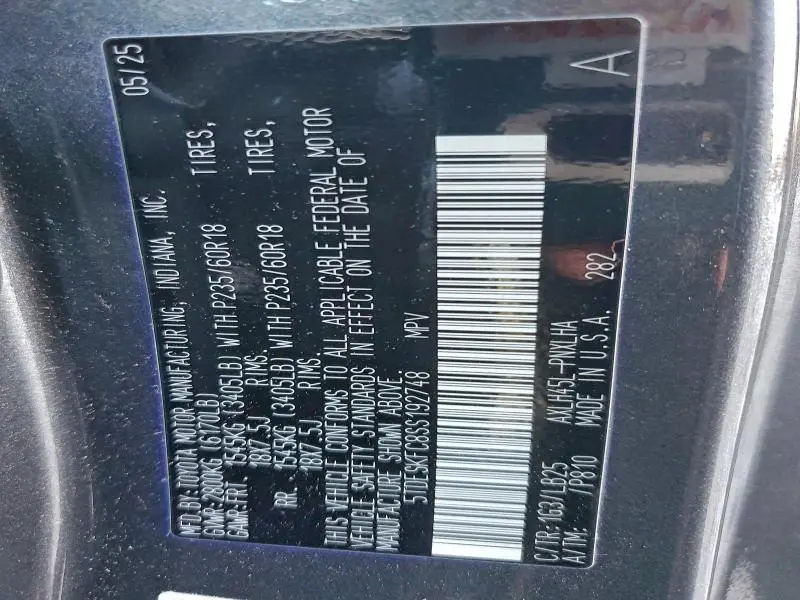 MFD.BY:TOYOTA MOTOR MANUFACTURING, INDIANA, INC. 05/25
GVWR:2800KG (6170LB)
GAWR:FRT. 1545KG (3405LB) WITH P235/60R18 TIRES,
18X7.5J RIMS.
RR. 1545KG (3405LB) WITH P235/60R18 TIRES,
18X7.5J RIMS.
THIS VEHICLE CONFORMS TO ALL APPLICABLE FEDERAL MOTOR
VEHICLE SAFETY STANDARDS IN EFFECT ON THE DATE OF
MANUFACTURE SHOWN ABOVE.
5TDE5KFC8SS192748 MPV
C/TR:1G3/LB25 AXLH45L-PNXLHA
A/TM: /P810 MADE IN U.S.A. 282 A